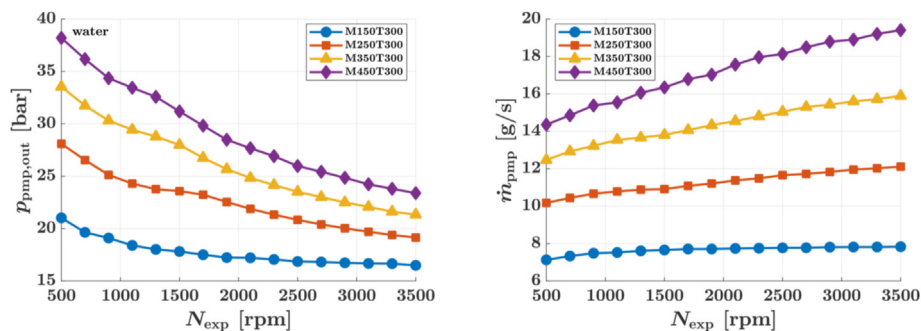 40
35
30
25
20
15
p_pmp,out [bar]
water
M150T300
M250T300
M350T300
M450T300
500 1000 1500 2000 2500 3000 3500
N_exp [rpm]
20
18
16
14
12
10
8
6
ṁ_pmp [g/s]
M150T300
M250T300
M350T300
M450T300
500 1000 1500 2000 2500 3000 3500
N_exp [rpm]